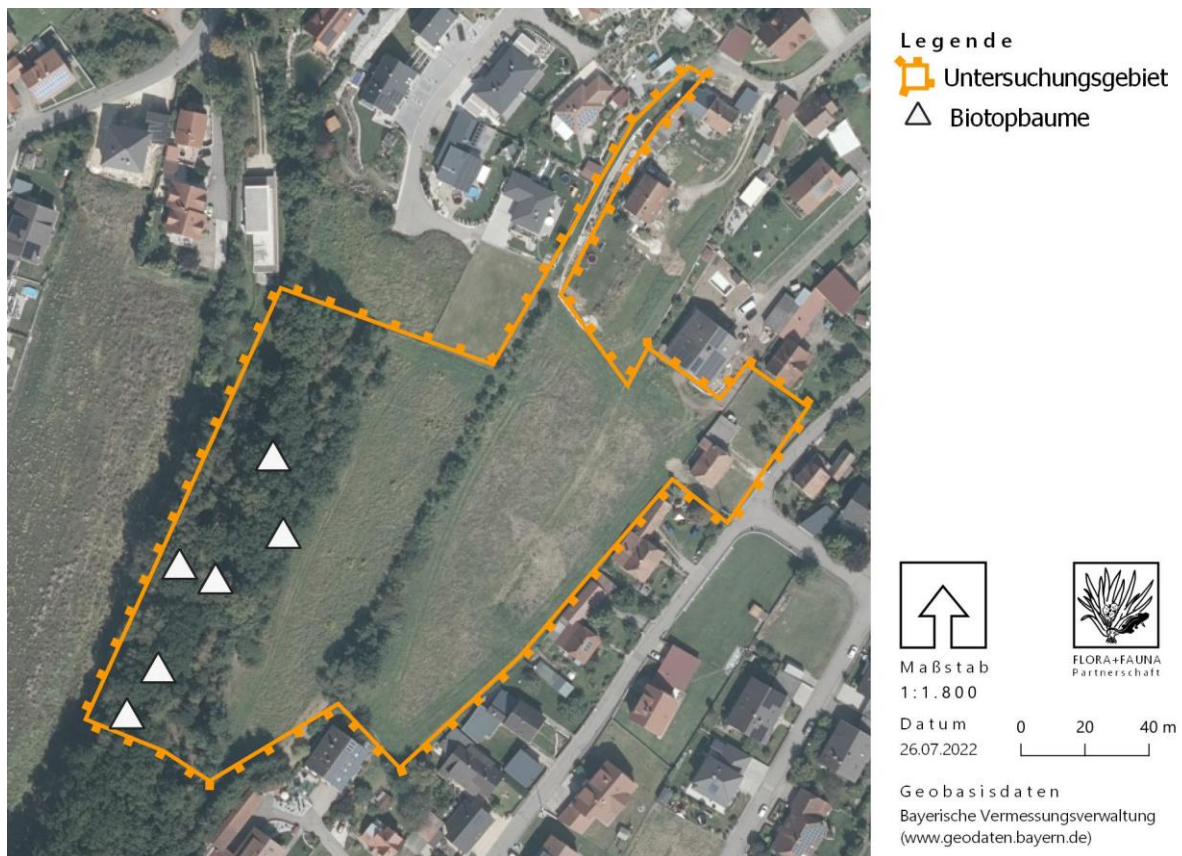 Legende
Untersuchungsgebiet
Biotopbaume
Maßstab
1:1.800
FLORA+FAUNA
Partnerschaft
Datum
26.07.2022
0 20 40 m
Geobasisdaten
Bayerische Vermessungsverwaltung
(www.geodaten.bayern.de)